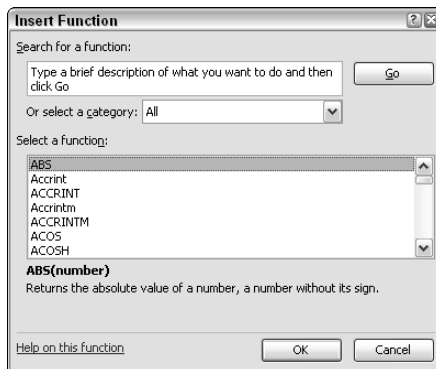 Insert Function
Search for a function:
Type a brief description of what you want to do and then
click Go
Go
Or select a category: All
Select a function:
ABS
Accrint
ACCRINT
Accrintm
ACCRINTM
ACOS
ACOSH
ABS(number)
Returns the absolute value of a number, a number without its sign.
Help on this function
OK
Cancel